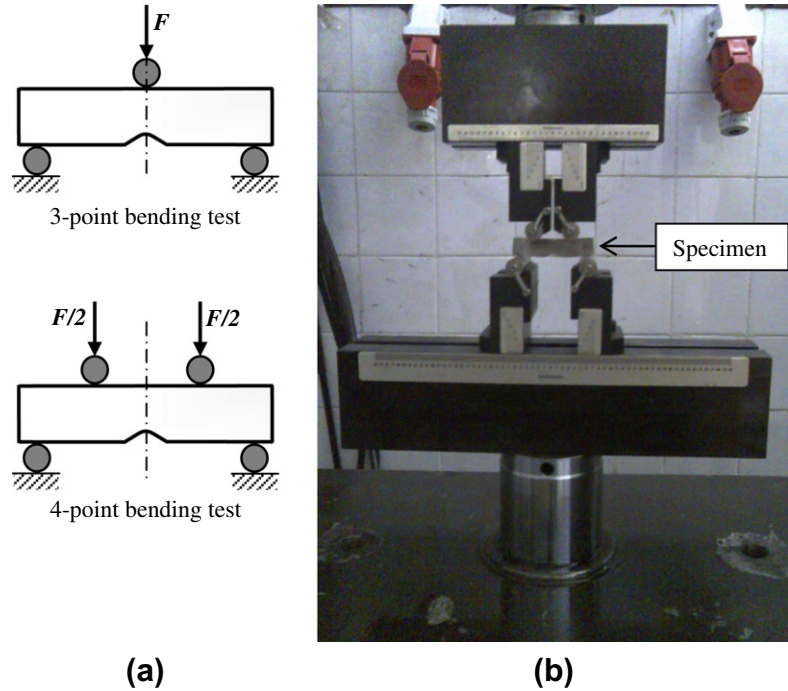 F
3-point bending test
F/2 F/2
4-point bending test
Specimen
(a) (b)